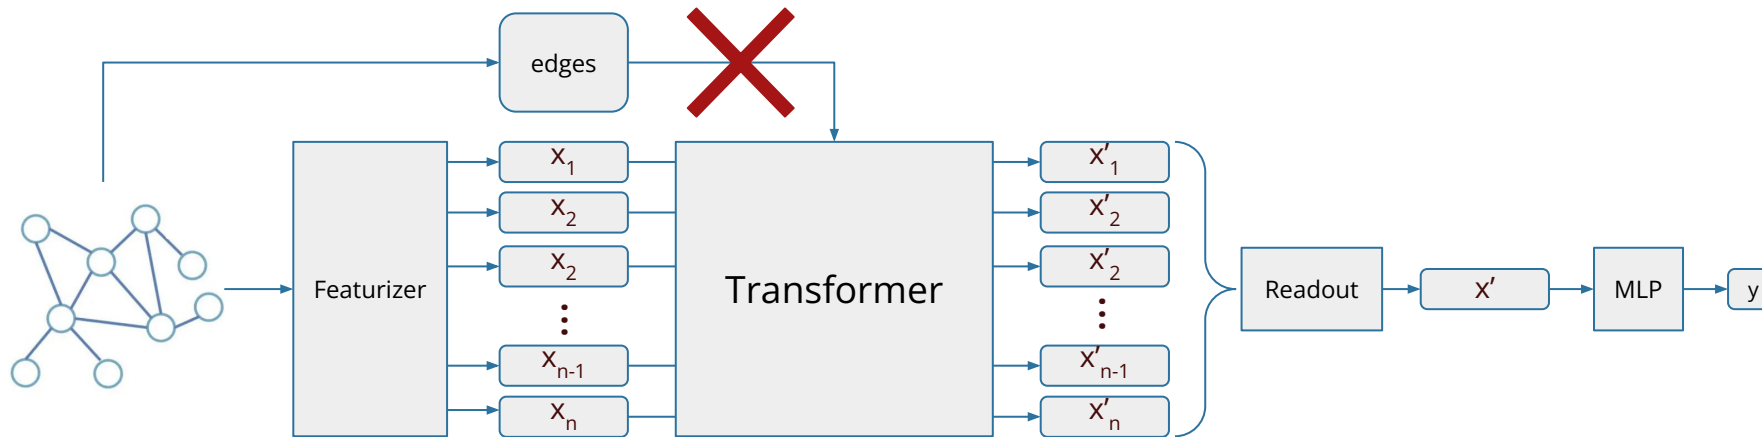 edges
Featurizer
x1
x2
x2
⋮
xn-1
xn
Transformer
x′1
x′2
x′2
⋮
x′n-1
x′n
Readout
x′
MLP
y